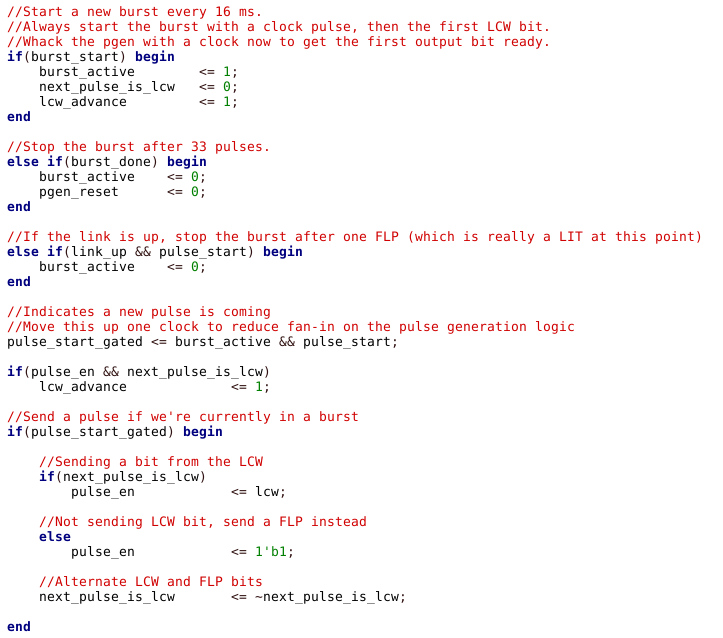 //Start a new burst every 16 ms.
//Always start the burst with a clock pulse, then the first LCW bit.
//Whack the pgen with a clock now to get the first output bit ready.
if(burst_start) begin
    burst_active        <= 1;
    next_pulse_is_lcw   <= 0;
    lcw_advance         <= 1;
end

//Stop the burst after 33 pulses.
else if(burst_done) begin
    burst_active    <= 0;
    pgen_reset      <= 0;
end

//If the link is up, stop the burst after one FLP (which is really a LIT at this point)
else if(link_up && pulse_start) begin
    burst_active    <= 0;
end

//Indicates a new pulse is coming
//Move this up one clock to reduce fan-in on the pulse generation logic
pulse_start_gated <= burst_active && pulse_start;

if(pulse_en && next_pulse_is_lcw)
    lcw_advance             <= 1;

//Send a pulse if we're currently in a burst
if(pulse_start_gated) begin

    //Sending a bit from the LCW
    if(next_pulse_is_lcw)
        pulse_en            <= lcw;

    //Not sending LCW bit, send a FLP instead
    else
        pulse_en            <= 1'b1;

    //Alternate LCW and FLP bits
    next_pulse_is_lcw       <= ~next_pulse_is_lcw;

end